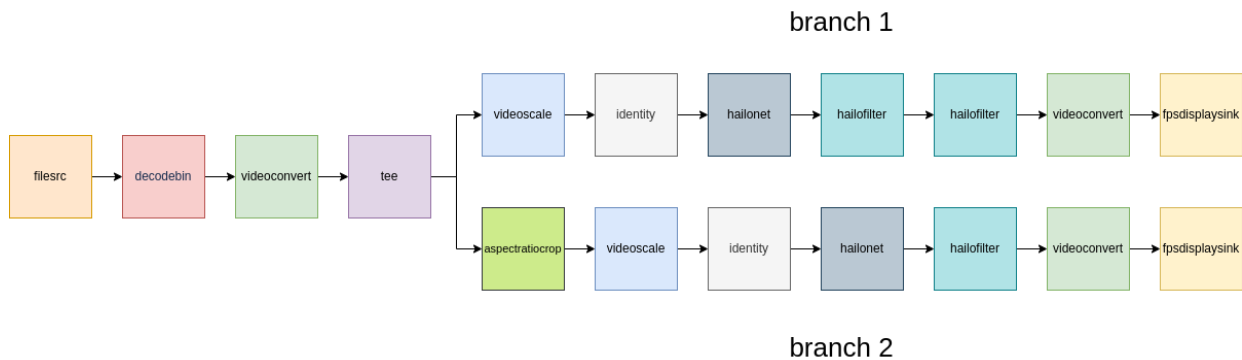 branch 1
videoscale
identity
hailonet
hailofilter
hailofilter
videoconvert
fpsdisplaysink
filesrc
decodebin
videoconvert
tee
aspectratiocrop
videoscale
identity
hailonet
hailofilter
videoconvert
fpsdisplaysink
branch 2